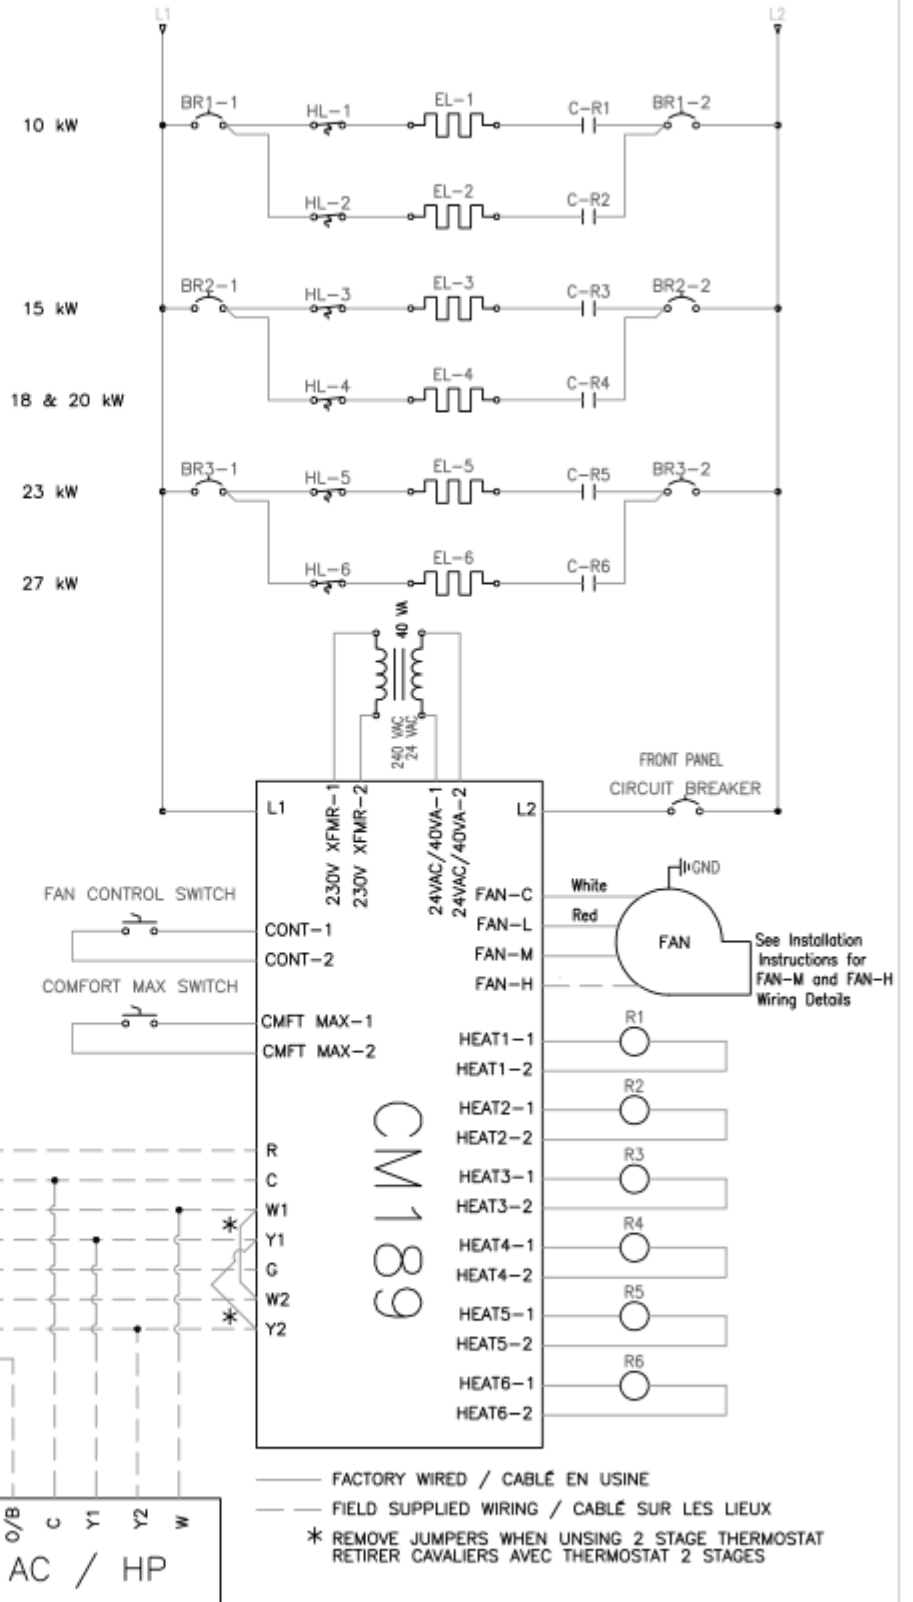 L1 L2
BR1-1 HL-1 EL-1 C-R1 BR1-2
10 kW
HL-2 EL-2 C-R2
BR2-1 HL-3 EL-3 C-R3 BR2-2
15 kW
HL-4 EL-4 C-R4
18 & 20 kW
BR3-1 HL-5 EL-5 C-R5 BR3-2
23 kW
HL-6 EL-6 C-R6
27 kW
40 VA
240 VAC
24 VAC
FRONT PANEL
CIRCUIT BREAKER
L1
230V XFMR-1
230V XFMR-2
24VAC/40VA-1
24VAC/40VA-2
L2
GND
FAN CONTROL SWITCH
FAN-C White
CONT-1
FAN-L Red
CONT-2
FAN-M
FAN
See Installation
Instructions for
FAN-M and FAN-H
Wiring Details
COMFORT MAX SWITCH
FAN-H
CMFT MAX-1
CMFT MAX-2
R1
HEAT1-1
HEAT1-2
R2
HEAT2-1
HEAT2-2
R3
HEAT3-1
HEAT3-2
R4
HEAT4-1
HEAT4-2
R5
HEAT5-1
HEAT5-2
R6
HEAT6-1
HEAT6-2
CM189
R
C
W1
*
Y1
G
W2
*
Y2
FACTORY WIRED / CABLÉ EN USINE
FIELD SUPPLIED WIRING / CABLÉ SUR LES LIEUX
* REMOVE JUMPERS WHEN UNSING 2 STAGE THERMOSTAT
RETIRER CAVALIERS AVEC THERMOSTAT 2 STAGES
O/B C Y1 Y2 W
AC / HP